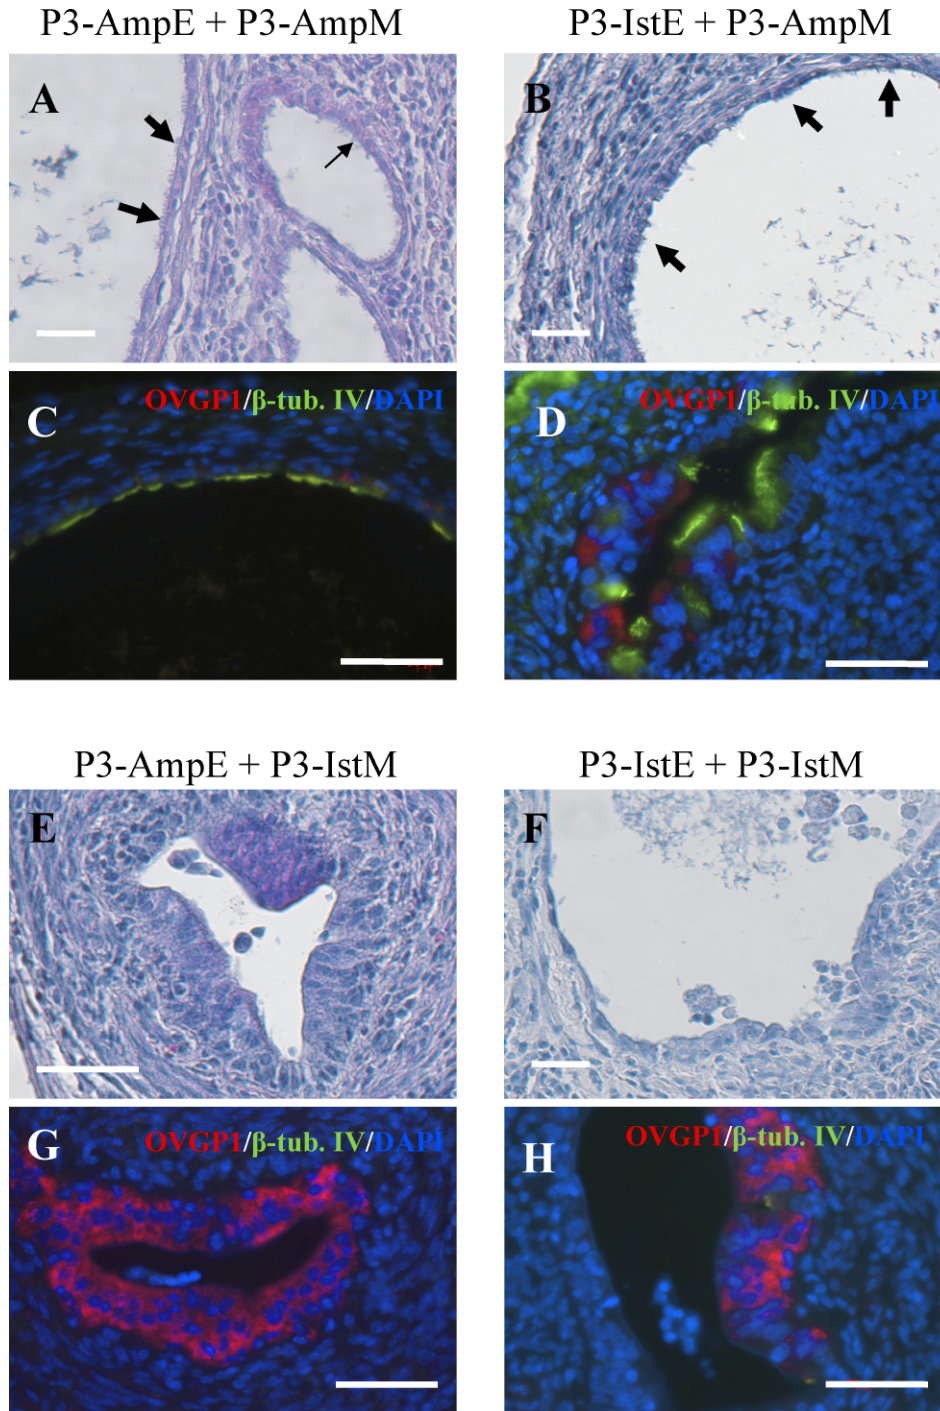 P3-AmpE + P3-AmpM
P3-IstE + P3-AmpM
A
B
OVGP1/β-tub. IV/DAPI
C
OVGP1/β-tub. IV/DAPI
D
P3-AmpE + P3-IstM
P3-IstE + P3-IstM
E
F
OVGP1/β-tub. IV/DAPI
G
OVGP1/β-tub. IV/DAPI
H